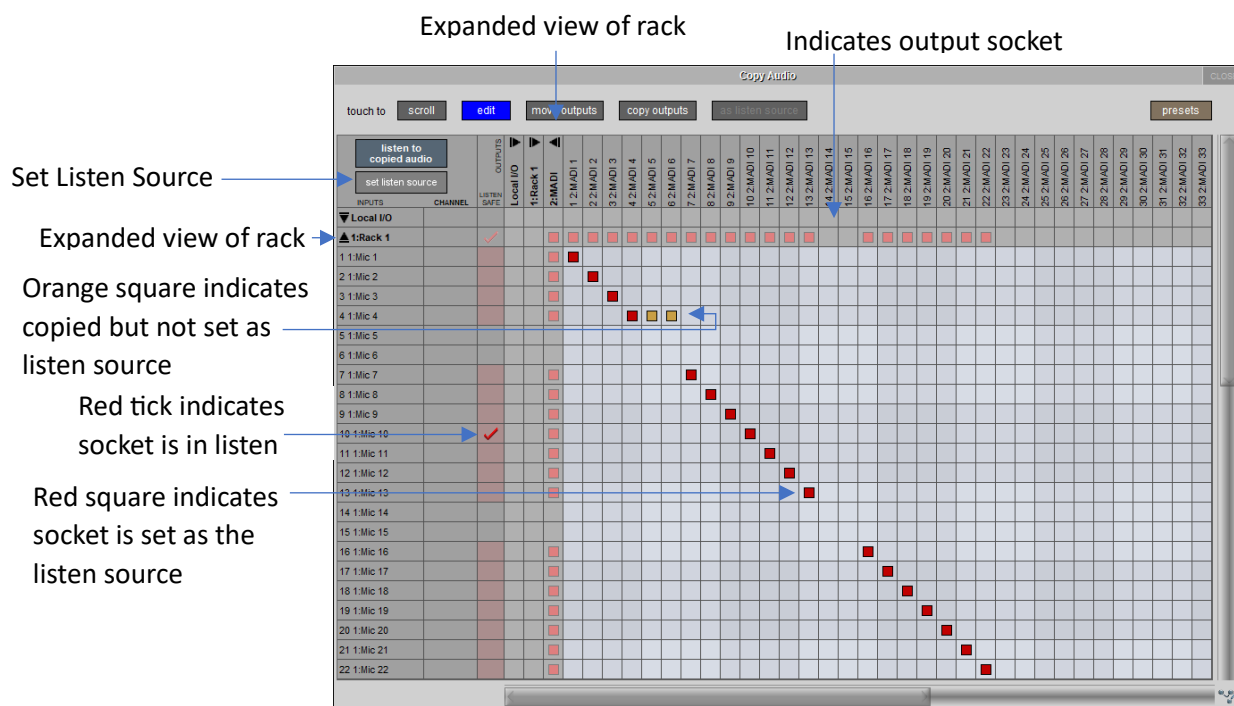 Expanded view of rack
Indicates output socket
Copy Audio
CLOSE
touch to
scroll
edit
move outputs
copy outputs
as listen source
presets
listen to
copied audio
set listen source
INPUTS
CHANNEL
LISTEN
SAFE
OUTPUTS
Local I/O
1:Rack 1
2:MADI
1 2:MADI 1
2 2:MADI 2
3 2:MADI 3
4 2:MADI 4
5 2:MADI 5
6 2:MADI 6
7 2:MADI 7
8 2:MADI 8
9 2:MADI 9
10 2:MADI 10
11 2:MADI 11
12 2:MADI 12
13 2:MADI 13
14 2:MADI 14
15 2:MADI 15
16 2:MADI 16
17 2:MADI 17
18 2:MADI 18
19 2:MADI 19
20 2:MADI 20
21 2:MADI 21
22 2:MADI 22
23 2:MADI 23
24 2:MADI 24
25 2:MADI 25
26 2:MADI 26
27 2:MADI 27
28 2:MADI 28
29 2:MADI 29
30 2:MADI 30
31 2:MADI 31
32 2:MADI 32
33 2:MADI 33
Set Listen Source
Local I/O
Expanded view of rack
1:Rack 1
1 1:Mic 1
2 1:Mic 2
Orange square indicates
copied but not set as
listen source
3 1:Mic 3
4 1:Mic 4
5 1:Mic 5
6 1:Mic 6
7 1:Mic 7
8 1:Mic 8
Red tick indicates
socket is in listen
9 1:Mic 9
10 1:Mic 10
11 1:Mic 11
12 1:Mic 12
Red square indicates
socket is set as the
listen source
13 1:Mic 13
14 1:Mic 14
15 1:Mic 15
16 1:Mic 16
17 1:Mic 17
18 1:Mic 18
19 1:Mic 19
20 1:Mic 20
21 1:Mic 21
22 1:Mic 22